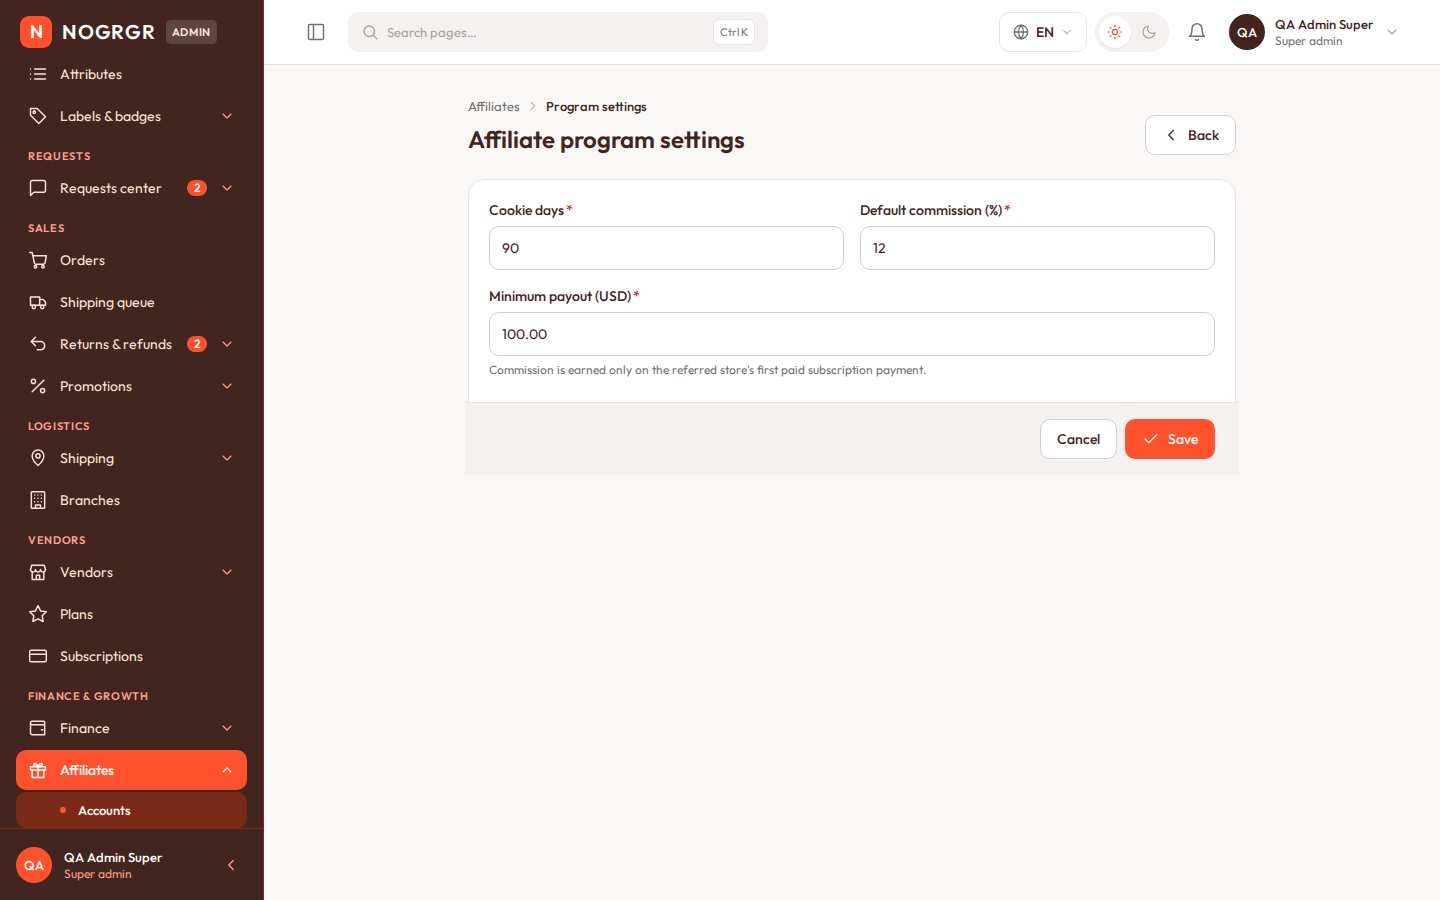 N NOGRGR ADMIN
Attributes
Labels & badges
REQUESTS
Requests center 2
SALES
Orders
Shipping queue
Returns & refunds 2
Promotions
LOGISTICS
Shipping
Branches
VENDORS
Vendors
Plans
Subscriptions
FINANCE & GROWTH
Finance
Affiliates
Accounts
QA QA Admin Super
Super admin
Search pages... Ctrl K
EN
QA QA Admin Super
Super admin
Affiliates Program settings
Affiliate program settings
Back
Cookie days * Default commission (%) *
90 12
Minimum payout (USD) *
100.00
Commission is earned only on the referred store's first paid subscription payment.
Cancel Save